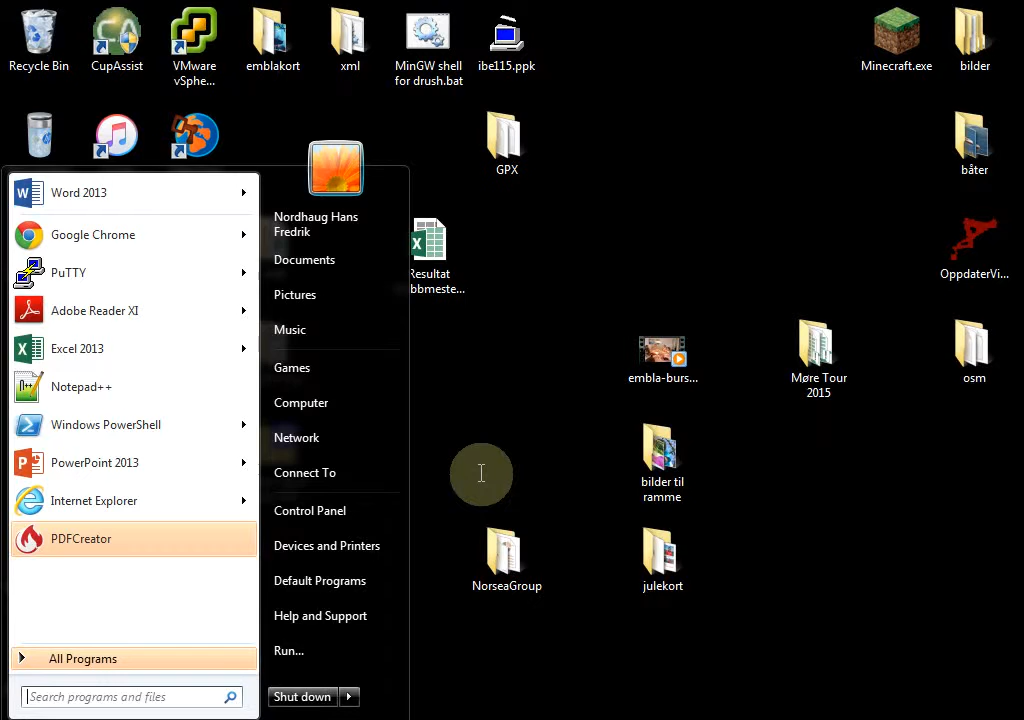 Recycle Bin
CupAssist
VMware
vSphe...
emblakort
xml
MinGW shell
for drush.bat
ibe115.ppk
Minecraft.exe
bilder
GPX
båter
Resultat
bbmeste...
OppdaterVi...
embla-burs...
Møre Tour
2015
osm
bilder til
ramme
NorseaGroup
julekort
Word 2013
Google Chrome
PuTTY
Adobe Reader XI
Excel 2013
Notepad++
Windows PowerShell
PowerPoint 2013
Internet Explorer
PDFCreator
All Programs
Search programs and files
Nordhaug Hans
Fredrik
Documents
Pictures
Music
Games
Computer
Network
Connect To
Control Panel
Devices and Printers
Default Programs
Help and Support
Run...
Shut down